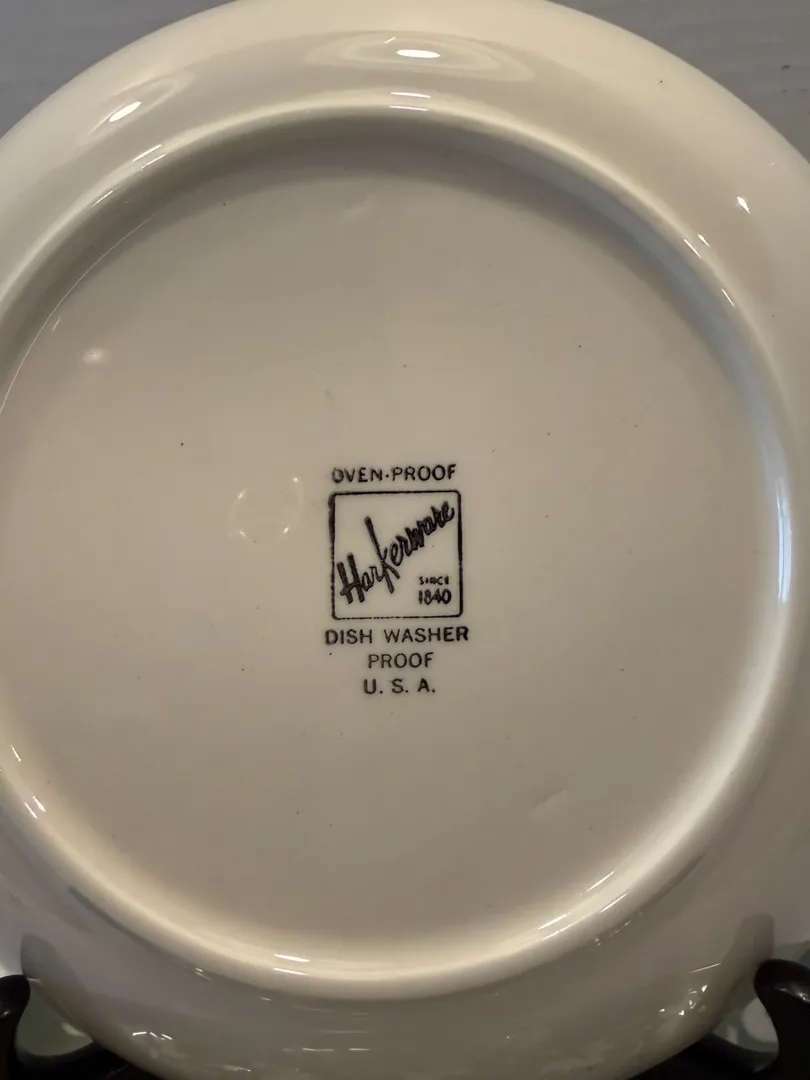 OVEN-PROOF
Harkerware
SINCE
1840
DISH WASHER
PROOF
U. S. A.